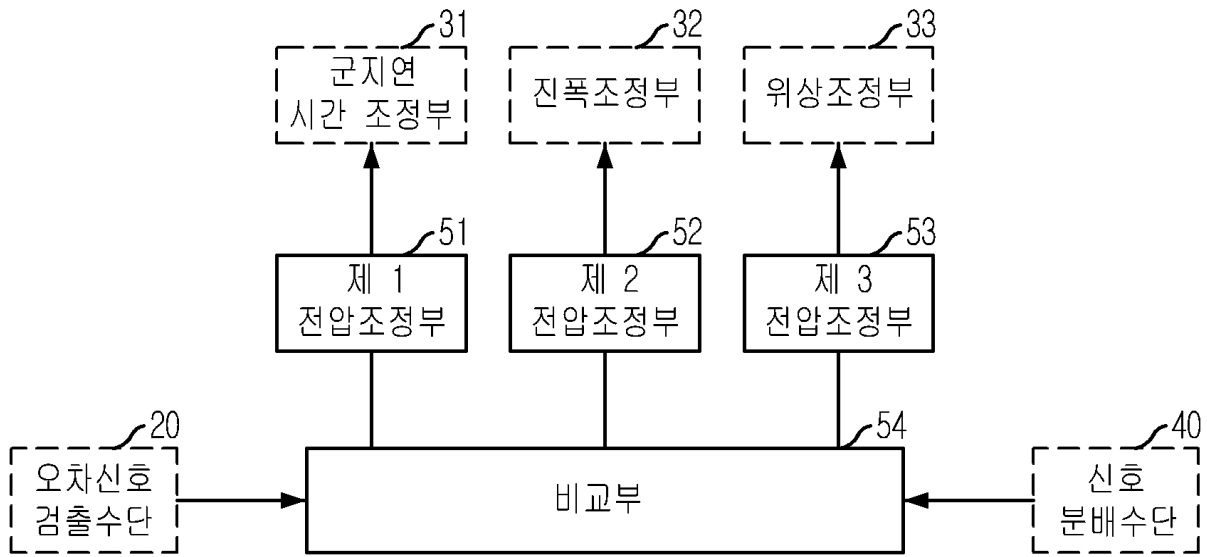 31
군지연
시간 조정부
32
진폭조정부
33
위상조정부
51
제 1
전압조정부
52
제 2
전압조정부
53
제 3
전압조정부
20
오차신호
검출수단
54
비교부
40
신호
분배수단